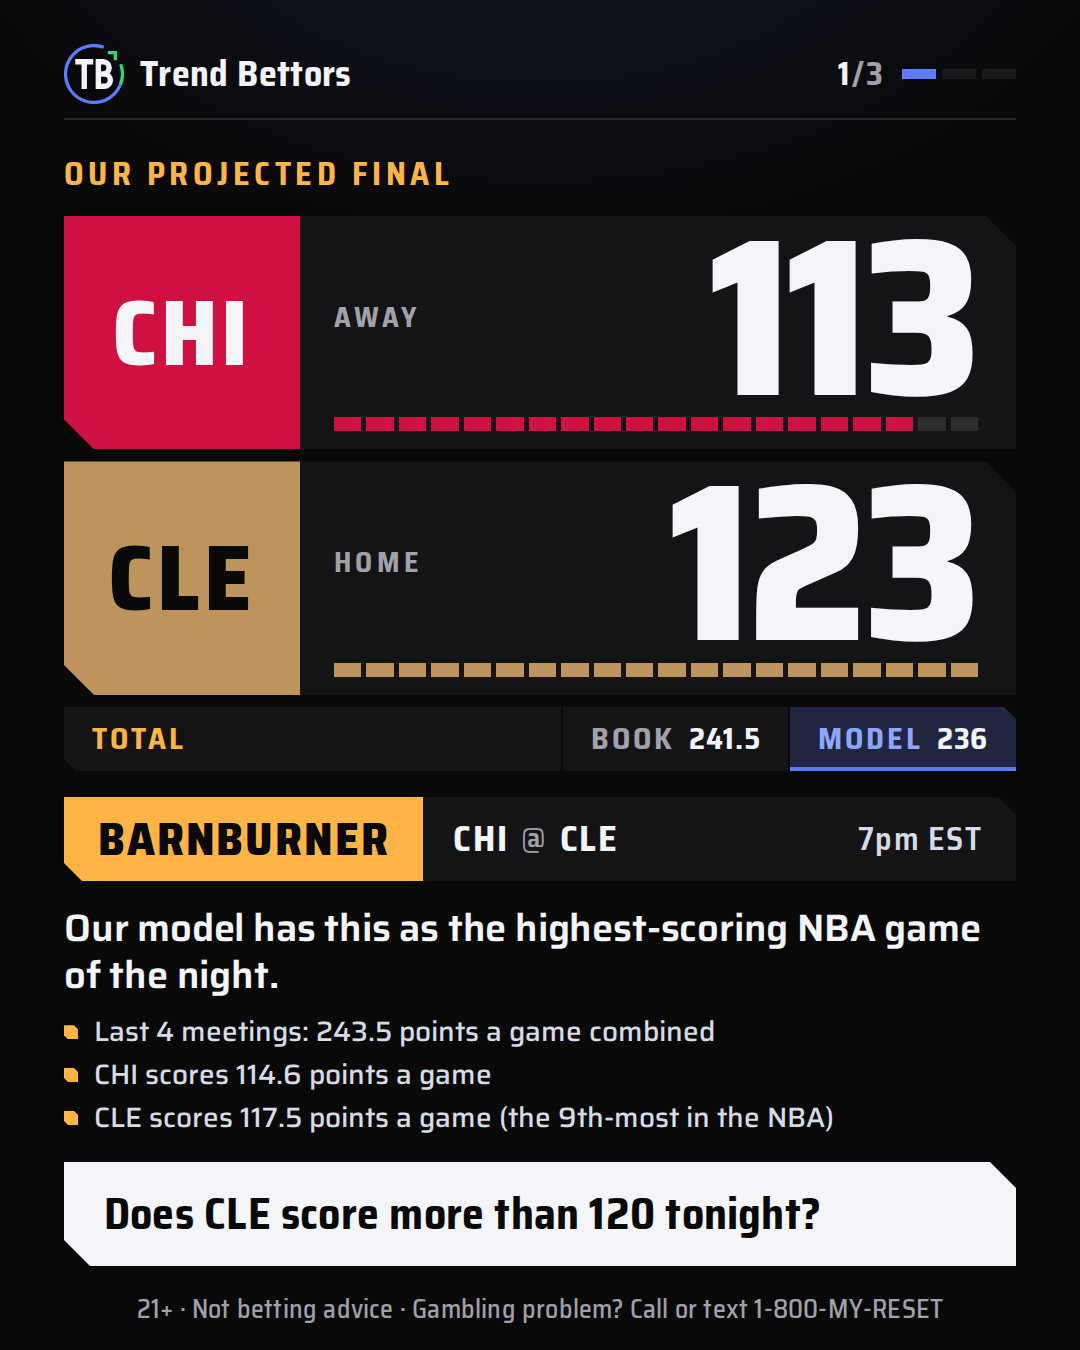 TB Trend Bettors 1/3
OUR PROJECTED FINAL
CHI AWAY 113
CLE HOME 123
TOTAL BOOK 241.5 MODEL 236
BARNBURNER CHI @ CLE 7pm EST
Our model has this as the highest-scoring NBA game
of the night.
Last 4 meetings: 243.5 points a game combined
CHI scores 114.6 points a game
CLE scores 117.5 points a game (the 9th-most in the NBA)
Does CLE score more than 120 tonight?
21+ · Not betting advice · Gambling problem? Call or text 1-800-MY-RESET